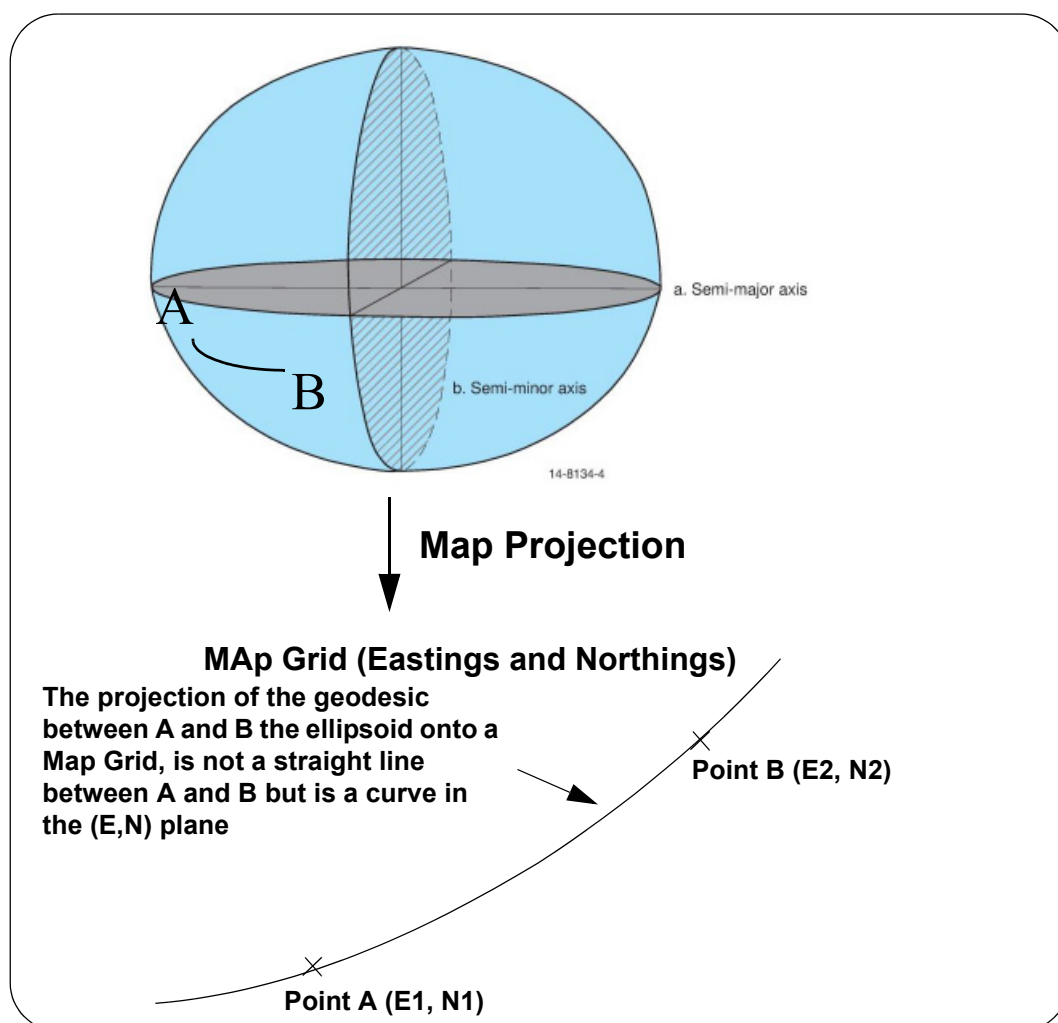 a. Semi-major axis
A
B
b. Semi-minor axis
14-8134-4
Map Projection
MAp Grid (Eastings and Northings)
The projection of the geodesic
between A and B the ellipsoid onto a
Map Grid, is not a straight line
between A and B but is a curve in
the (E,N) plane
Point B (E2, N2)
Point A (E1, N1)